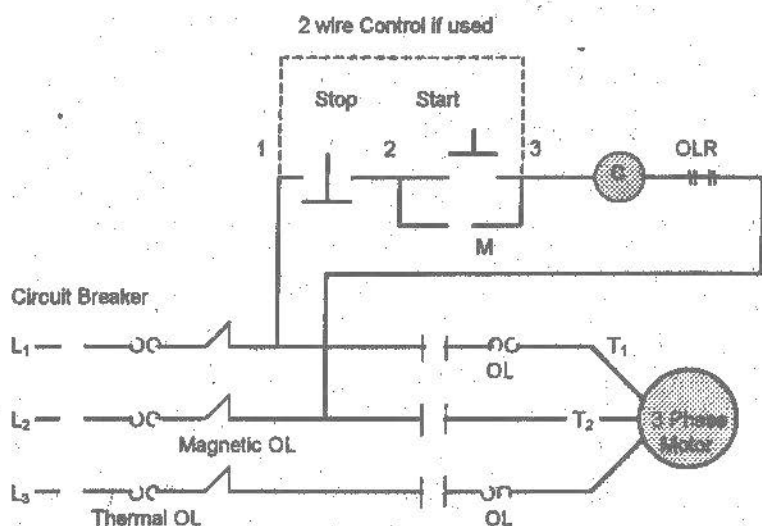 2 wire Control if used
Stop Start
1 2 3 OLR
C
M
Circuit Breaker
L1 T1
OL
L2 T2 3 Phase
Magnetic OL Motor
L3
Thermal OL OL